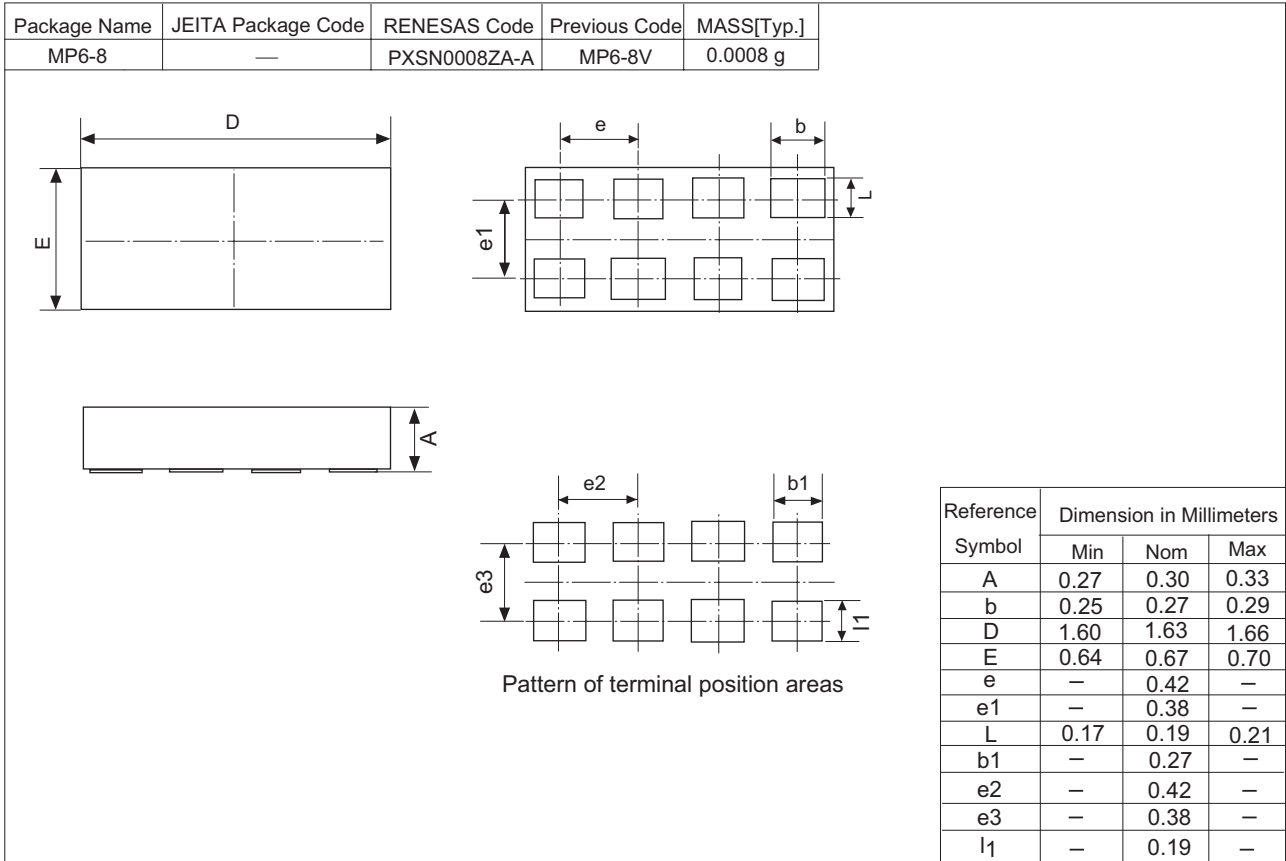 Package Name JEITA Package Code RENESAS Code Previous Code MASS[Typ.]
MP6-8 — PXSN0008ZA-A MP6-8V 0.0008 g
D
E
e
b
L
e1
A
e2
b1
e3
l1
Pattern of terminal position areas
Reference Symbol Dimension in Millimeters
Min Nom Max
A 0.27 0.30 0.33
b 0.25 0.27 0.29
D 1.60 1.63 1.66
E 0.64 0.67 0.70
e – 0.42 –
e1 – 0.38 –
L 0.17 0.19 0.21
b1 – 0.27 –
e2 – 0.42 –
e3 – 0.38 –
l1 – 0.19 –